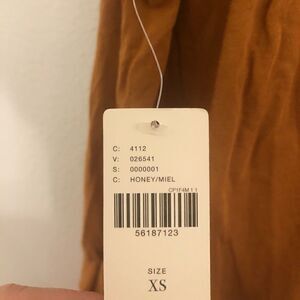 C: 4112
V: 026541
S: 0000001
C: HONEY/MIEL
CP1F4M 1 1
56187123
SIZE
XS